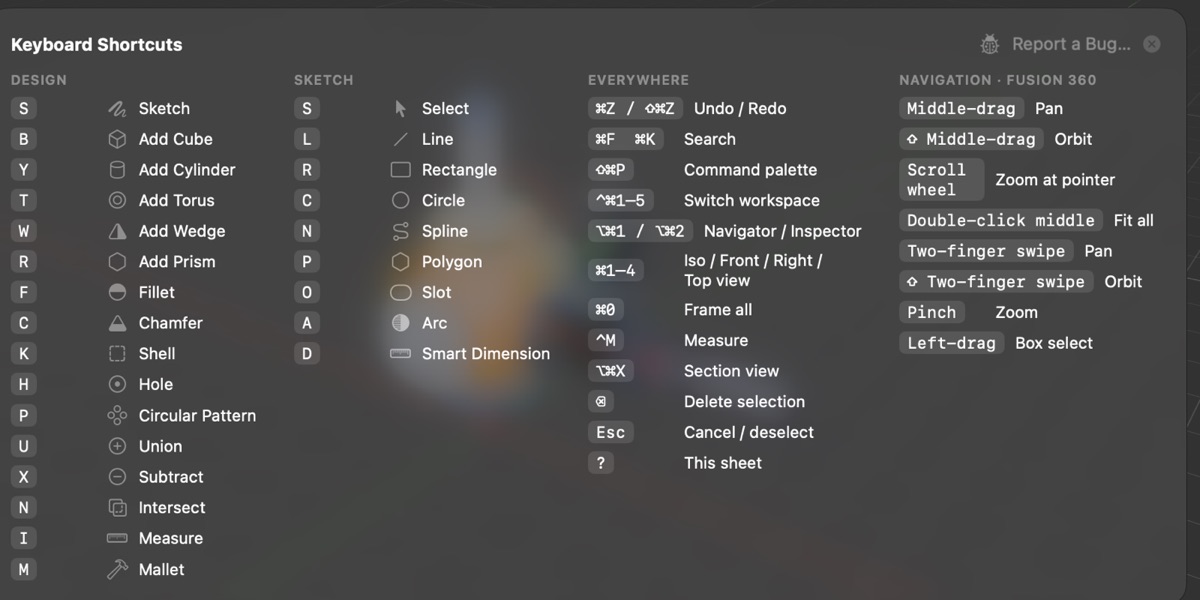 Keyboard Shortcuts
Report a Bug...
DESIGN
S Sketch
B Add Cube
Y Add Cylinder
T Add Torus
W Add Wedge
R Add Prism
F Fillet
C Chamfer
K Shell
H Hole
P Circular Pattern
U Union
X Subtract
N Intersect
I Measure
M Mallet
SKETCH
S Select
L Line
R Rectangle
C Circle
N Spline
P Polygon
O Slot
A Arc
D Smart Dimension
EVERYWHERE
⌘Z / ⇧⌘Z Undo / Redo
⌘F ⌘K Search
⇧⌘P Command palette
^⌘1–5 Switch workspace
⌥⌘1 / ⌥⌘2 Navigator / Inspector
⌘1–4 Iso / Front / Right /
Top view
⌘0 Frame all
^M Measure
⌥⌘X Section view
⌫ Delete selection
Esc Cancel / deselect
? This sheet
NAVIGATION · FUSION 360
Middle-drag Pan
⇧ Middle-drag Orbit
Scroll
wheel Zoom at pointer
Double-click middle Fit all
Two-finger swipe Pan
⇧ Two-finger swipe Orbit
Pinch Zoom
Left-drag Box select